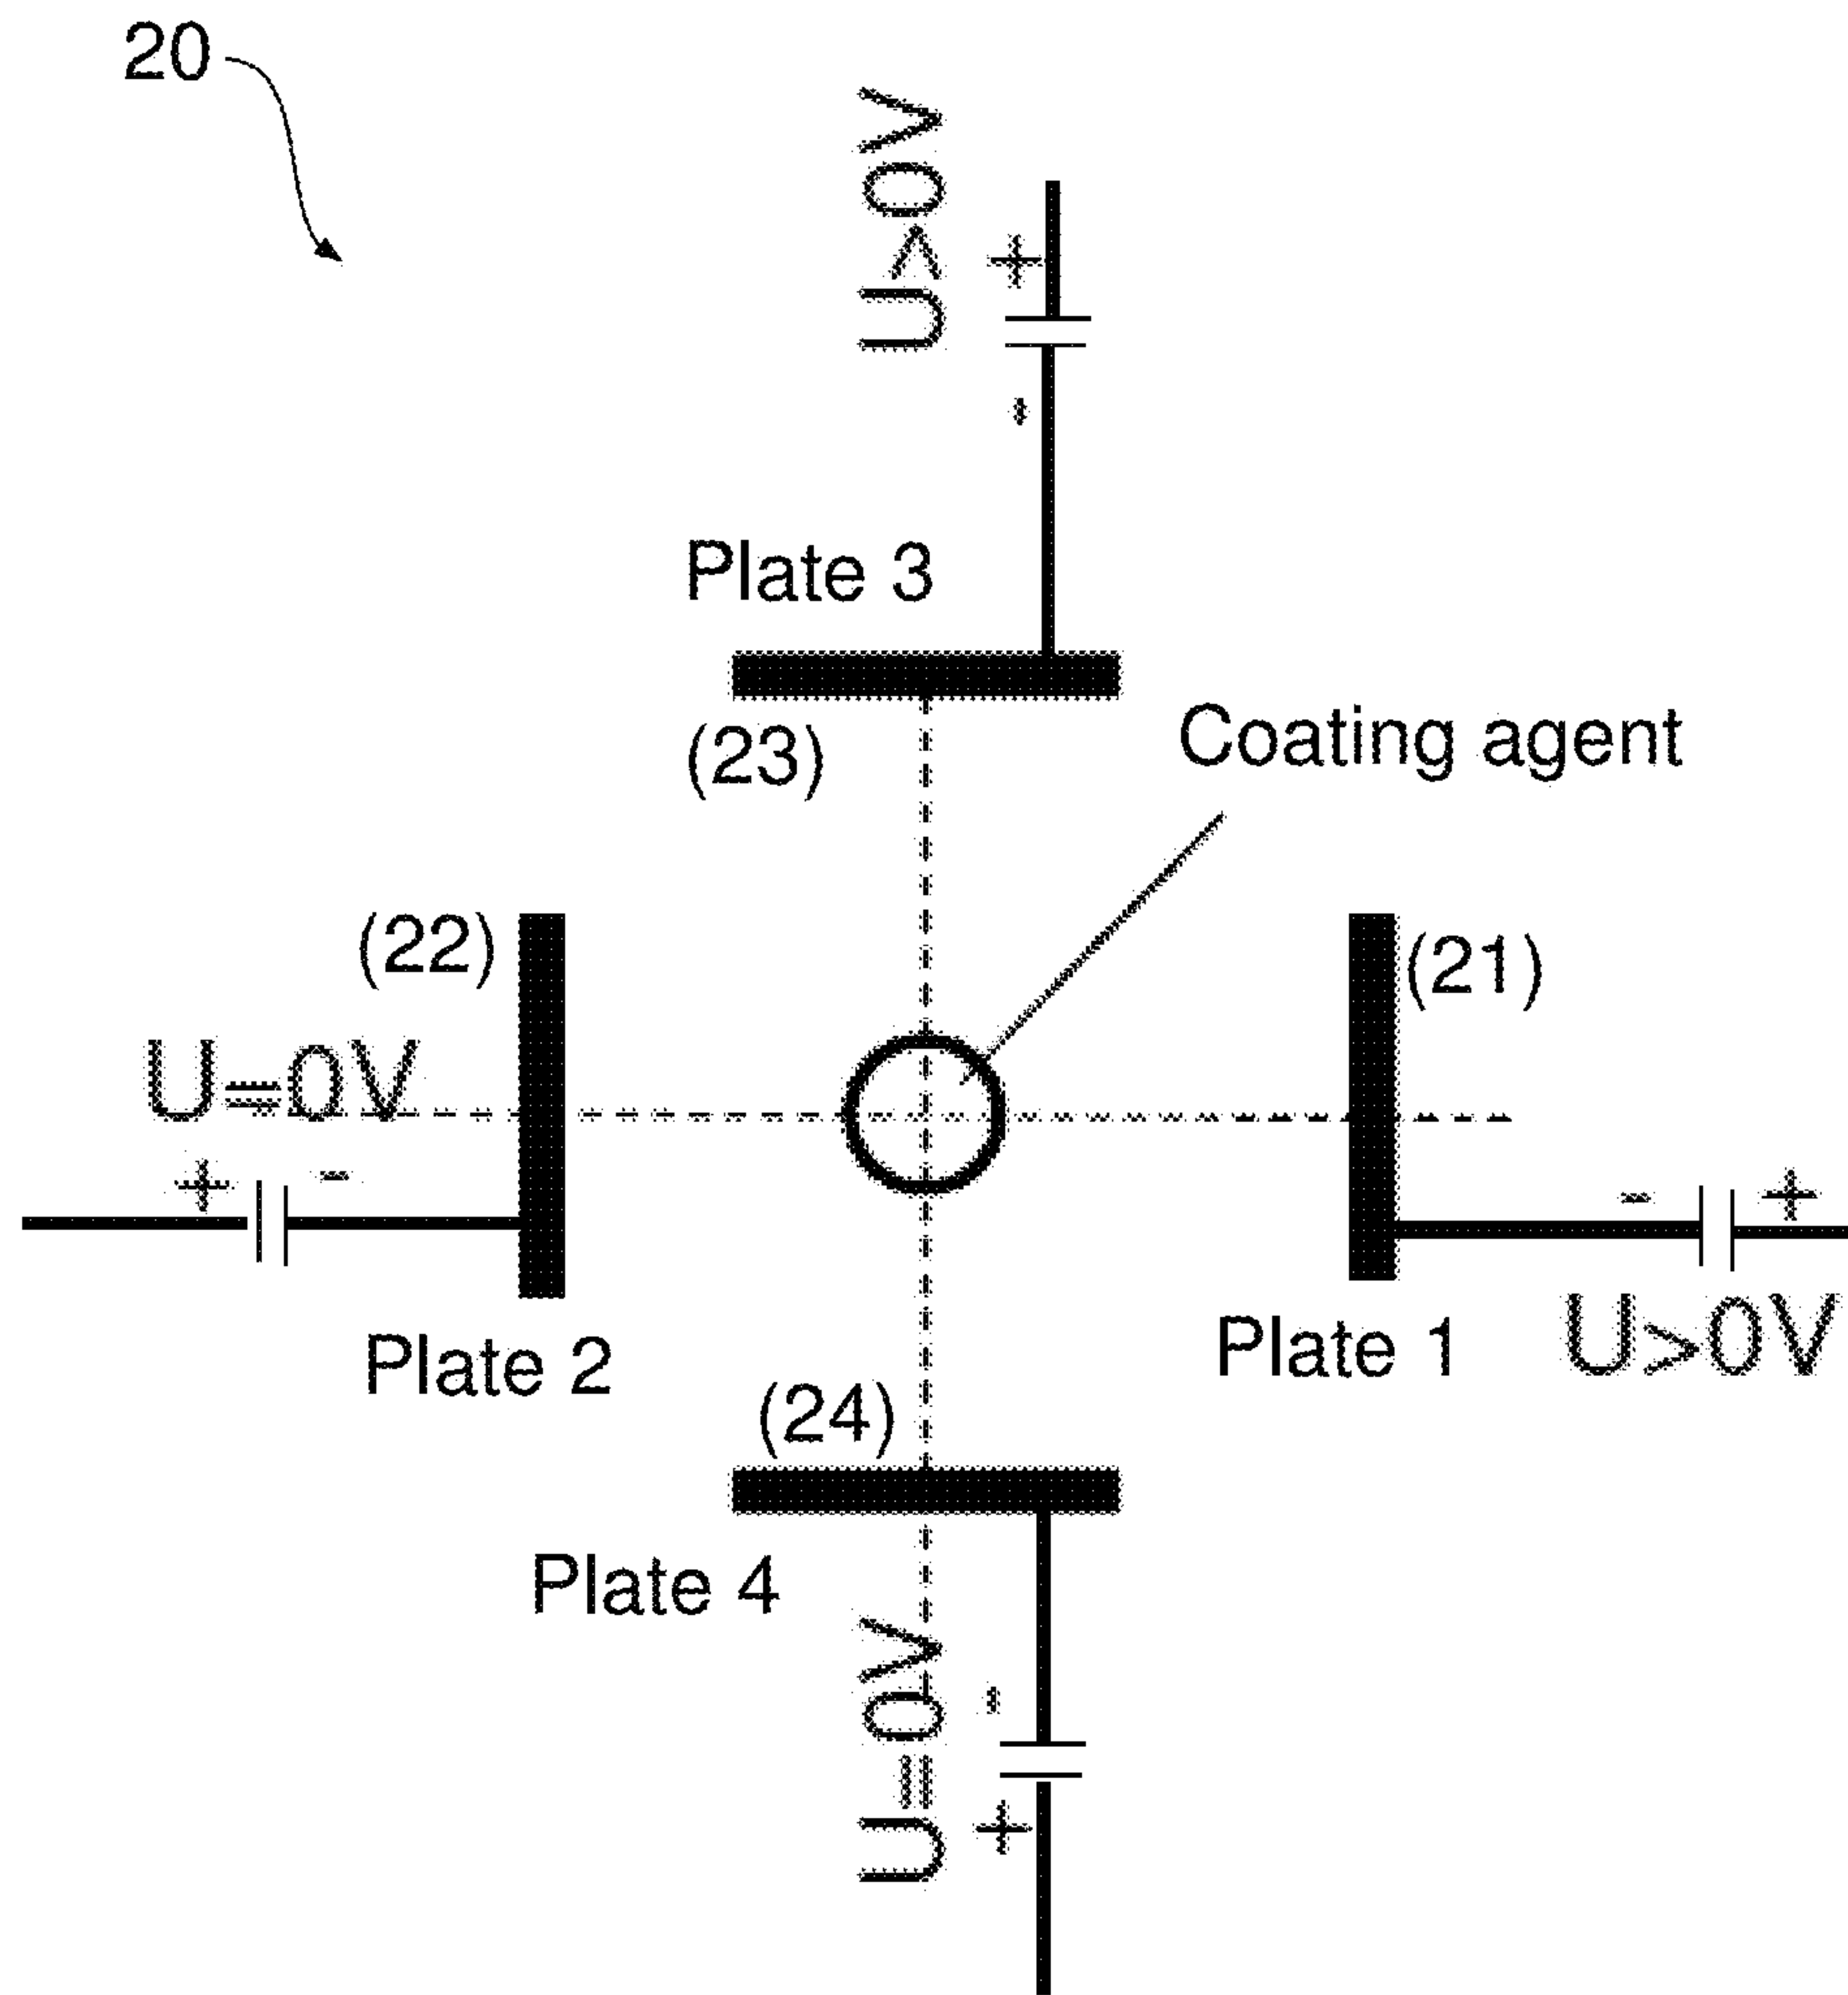 20
U>0V
+
-
Plate 3
(23)
Coating agent
(22)
(21)
U=0V
+ -
- +
Plate 2
Plate 1
U>0V
(24)
Plate 4
U=0V
-
+